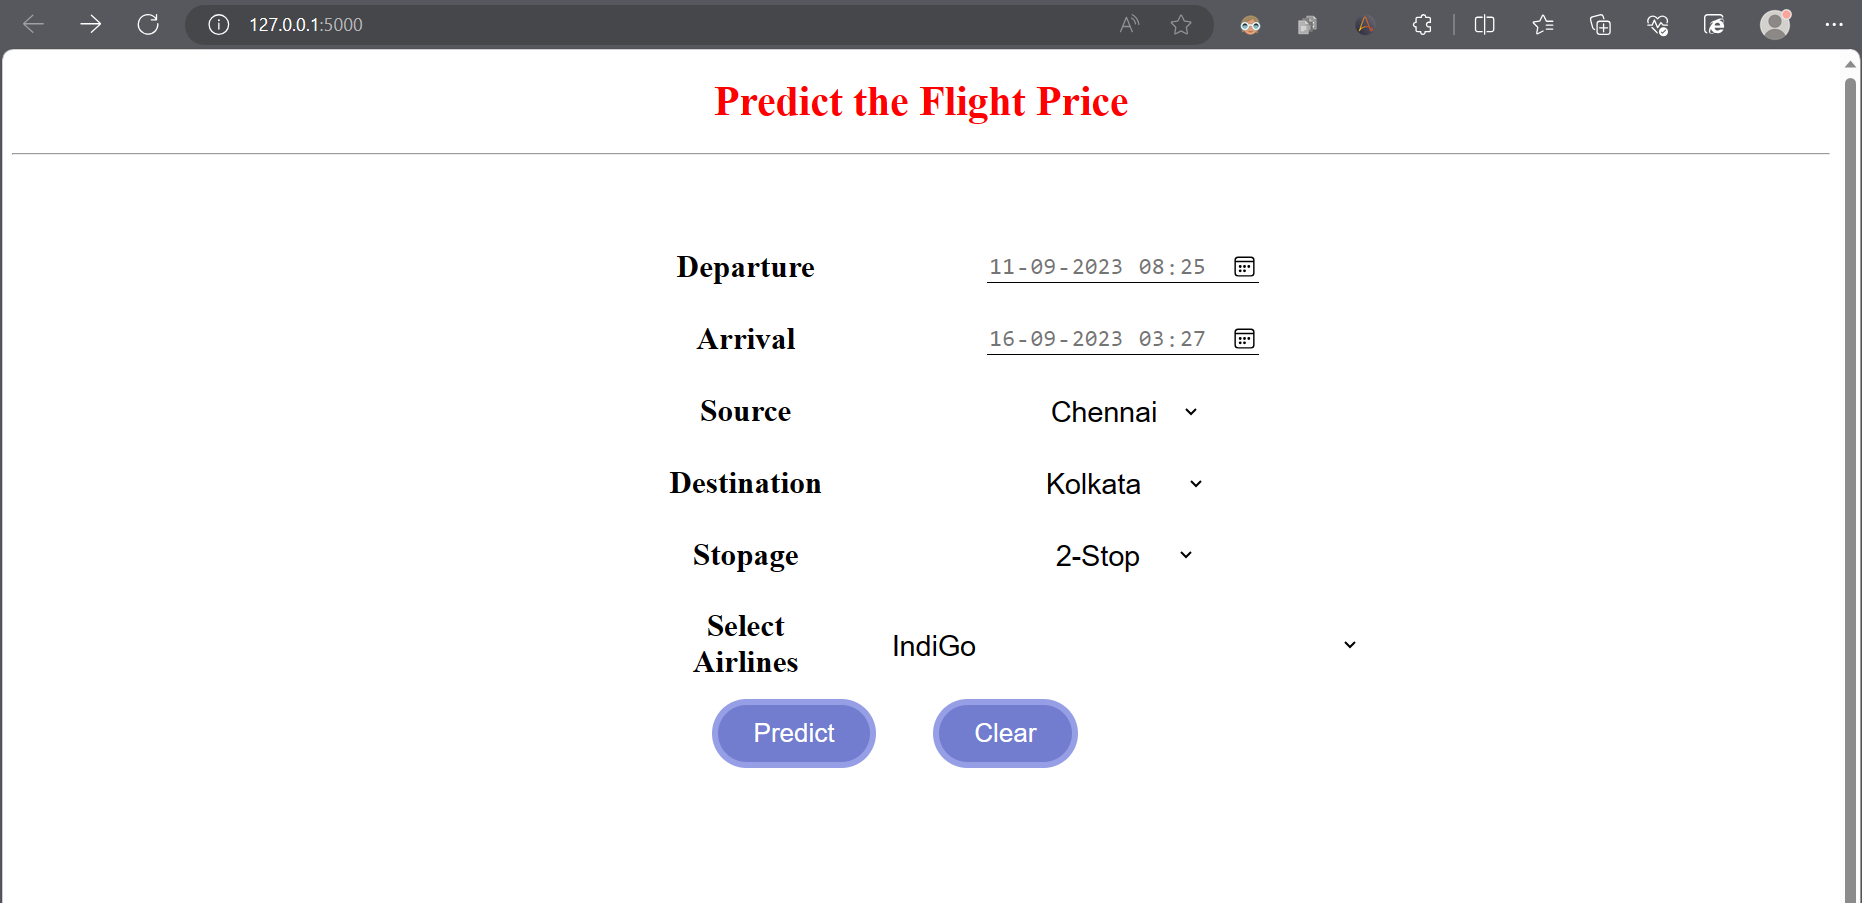 127.0.0.1:5000
Predict the Flight Price
Departure 11-09-2023 08:25
Arrival 16-09-2023 03:27
Source Chennai
Destination Kolkata
Stopage 2-Stop
Select
Airlines
IndiGo
Predict Clear